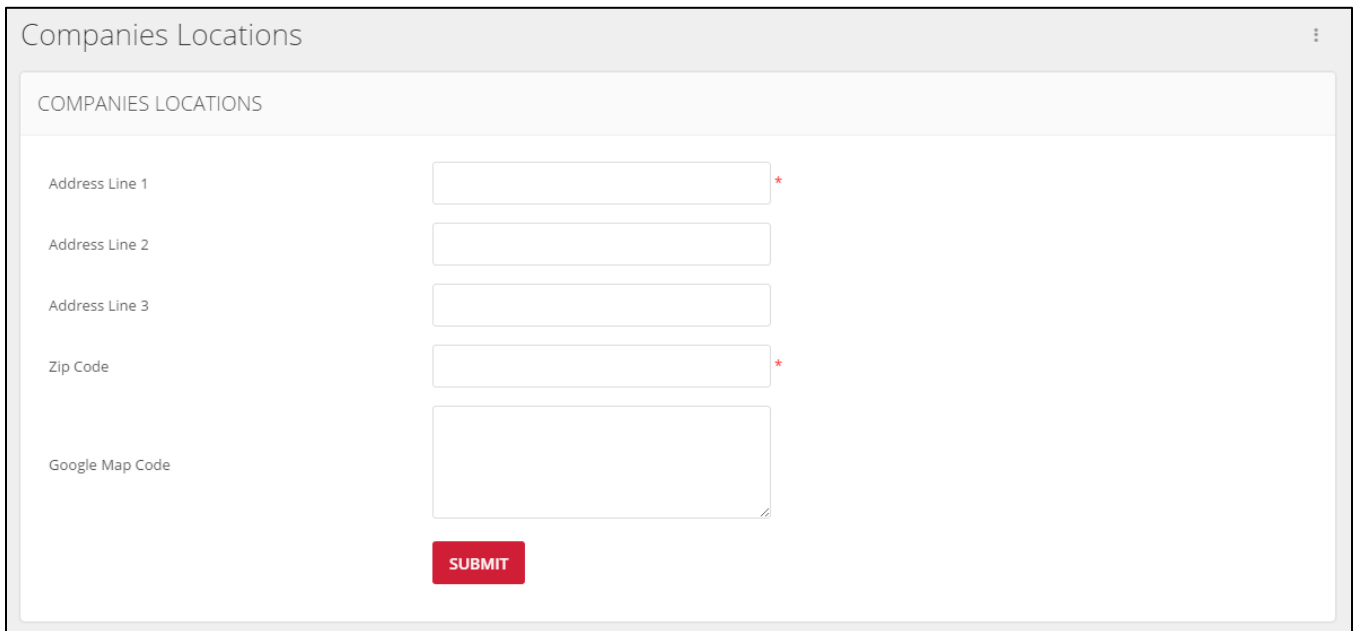 Companies Locations
COMPANIES LOCATIONS
Address Line 1 *
Address Line 2
Address Line 3
Zip Code *
Google Map Code
SUBMIT